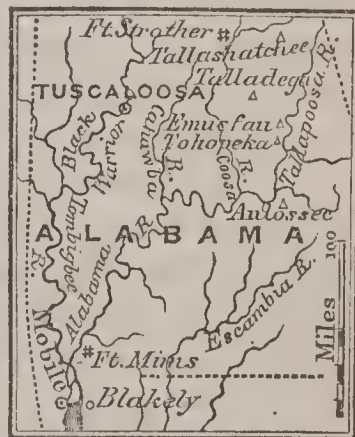 Ft. Strother
Tallashatchee
Talladega
TUSCALOOSA
Emucfau
Tohopeka
Black
Warrior
Cahawba
R.
Coosa
R.
Tallapoosa R.
Autossee
ALABAMA
Tombigbee
R.
Alabama
R.
Escambia R.
100
Miles
Mobile
Ft. Mims
Blakely